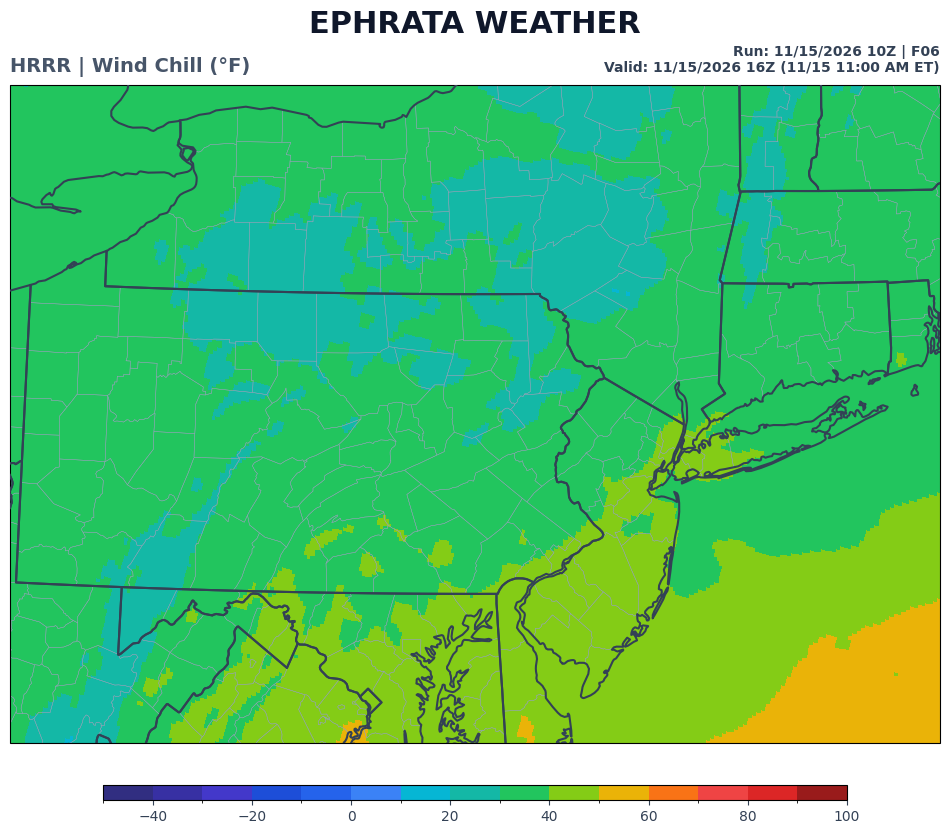 EPHRATA WEATHER
HRRR | Wind Chill (°F)
Run: 11/15/2026 10Z | F06
Valid: 11/15/2026 16Z (11/15 11:00 AM ET)
−40 −20 0 20 40 60 80 100